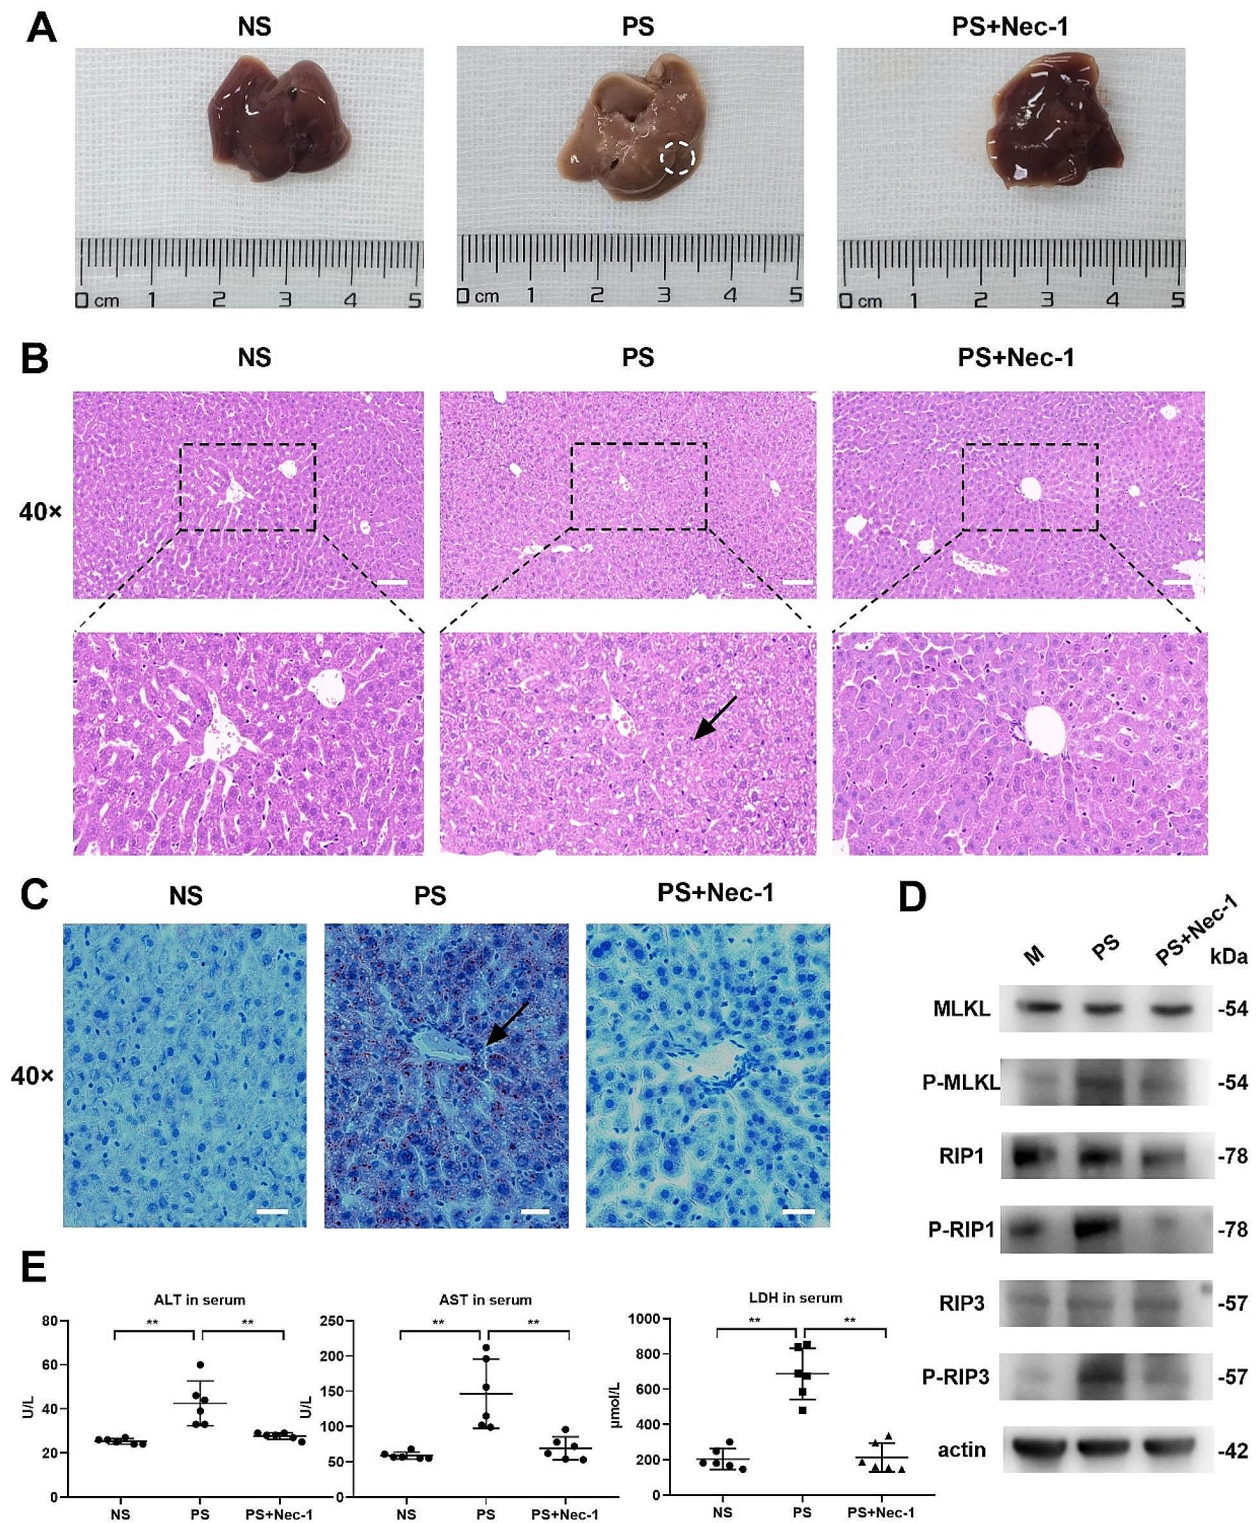 A
NS
PS
PS+Nec-1
0 cm 1 2 3 4 5
0 cm 1 2 3 4 5
0 cm 1 2 3 4 5
B
NS
PS
PS+Nec-1
40×
C
NS
PS
PS+Nec-1
40×
D
M
PS
PS+Nec-1
kDa
MLKL -54
P-MLKL -54
RIP1 -78
P-RIP1 -78
RIP3 -57
P-RIP3 -57
actin -42
E
ALT in serum
** **
80
60
40
20
0
U/L
NS PS PS+Nec-1
AST in serum
** **
250
200
150
100
50
0
U/L
NS PS PS+Nec-1
LDH in serum
** **
1000
800
600
400
200
0
μmol/L
NS PS PS+Nec-1